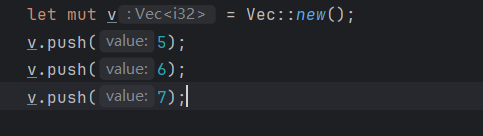 let mut v : Vec<i32> = Vec::new();
v.push( value: 5);
v.push( value: 6);
v.push( value: 7);